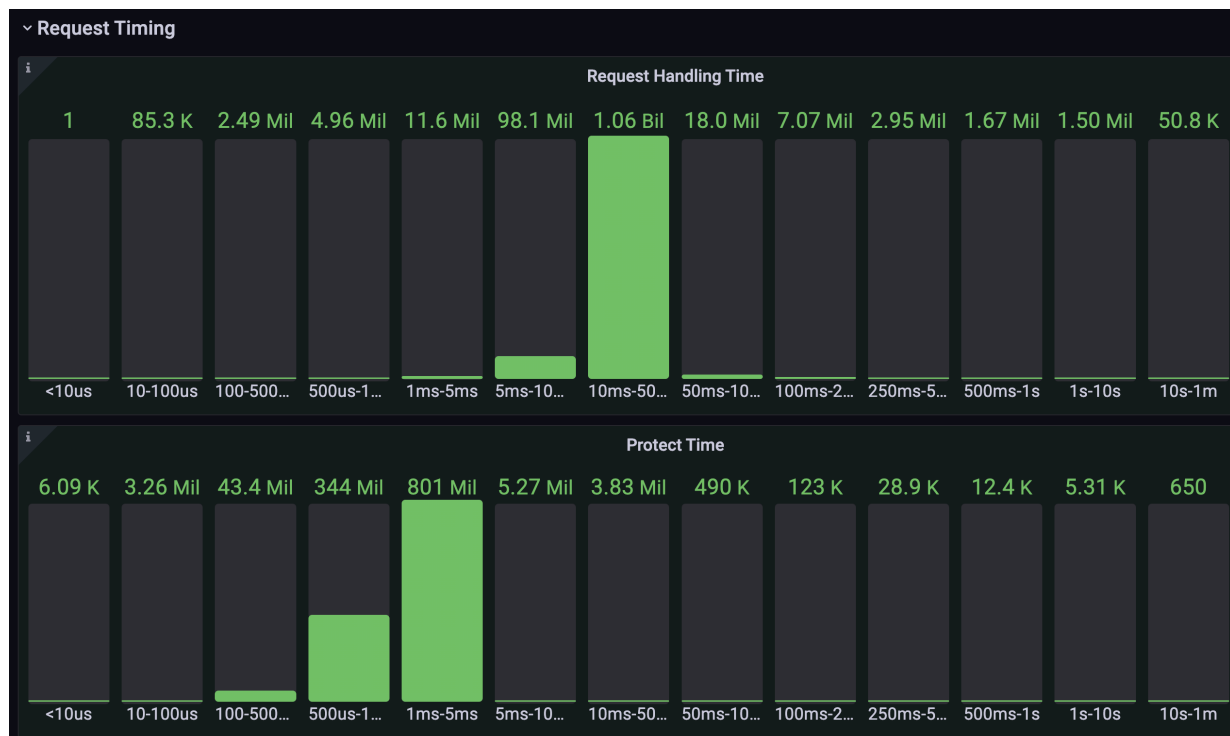 Request Timing
i
Request Handling Time
1 85.3 K 2.49 Mil 4.96 Mil 11.6 Mil 98.1 Mil 1.06 Bil 18.0 Mil 7.07 Mil 2.95 Mil 1.67 Mil 1.50 Mil 50.8 K
<10us 10-100us 100-500... 500us-1... 1ms-5ms 5ms-10... 10ms-50... 50ms-10... 100ms-2... 250ms-5... 500ms-1s 1s-10s 10s-1m
i
Protect Time
6.09 K 3.26 Mil 43.4 Mil 344 Mil 801 Mil 5.27 Mil 3.83 Mil 490 K 123 K 28.9 K 12.4 K 5.31 K 650
<10us 10-100us 100-500... 500us-1... 1ms-5ms 5ms-10... 10ms-50... 50ms-10... 100ms-2... 250ms-5... 500ms-1s 1s-10s 10s-1m